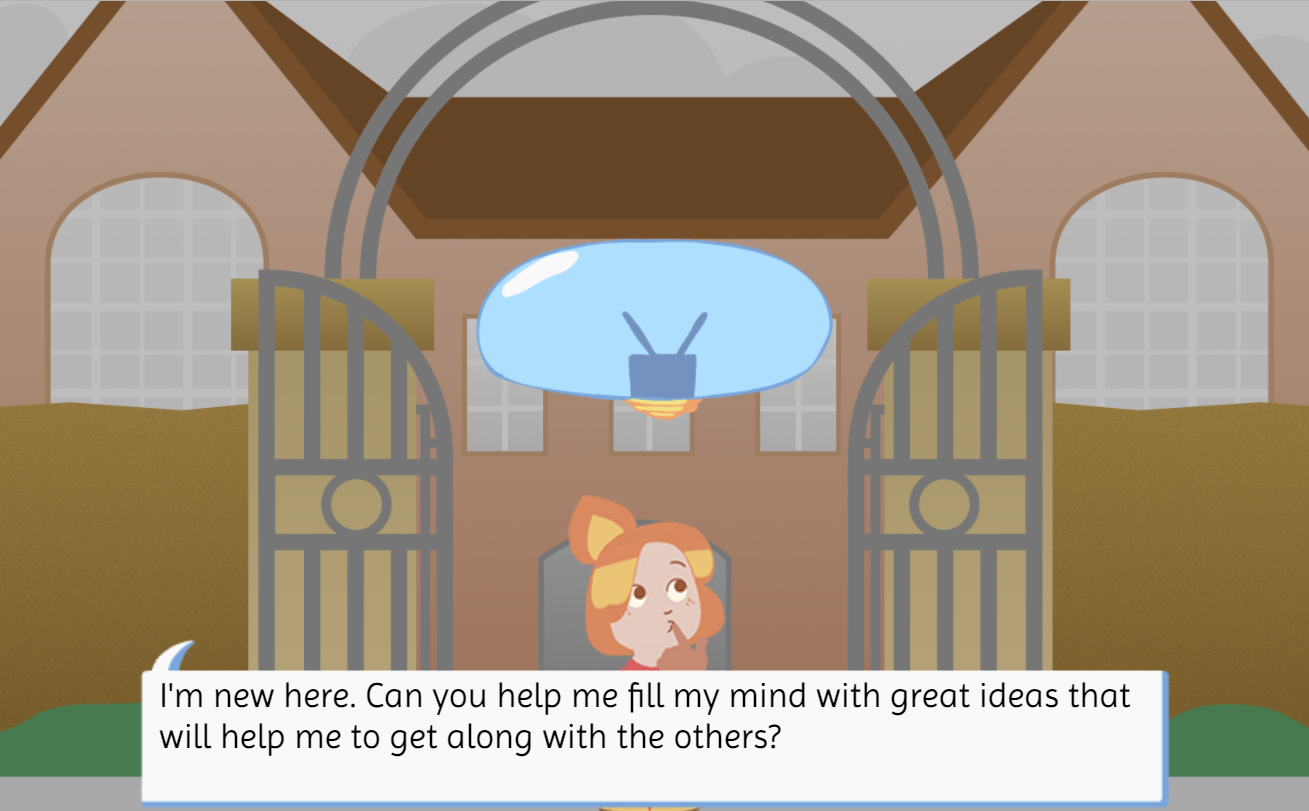 I'm new here. Can you help me fill my mind with great ideas that
will help me to get along with the others?